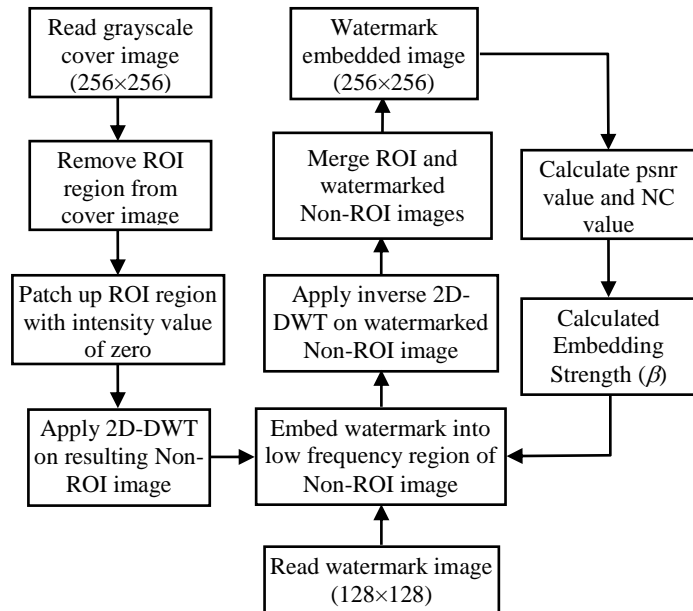 Read grayscale
cover image
(256×256)
Remove ROI
region from
cover image
Patch up ROI region
with intensity value
of zero
Apply 2D-DWT
on resulting Non-
ROI image
Watermark
embedded image
(256×256)
Merge ROI and
watermarked
Non-ROI images
Apply inverse 2D-
DWT on watermarked
Non-ROI image
Embed watermark into
low frequency region of
Non-ROI image
Read watermark image
(128×128)
Calculate psnr
value and NC
value
Calculated
Embedding
Strength (β)